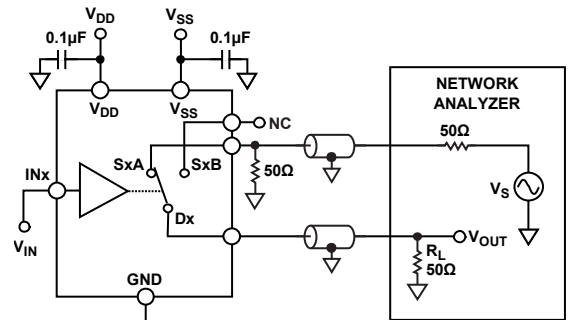 VDD
VSS
0.1µF
0.1µF
VDD
VSS
NC
NETWORK
ANALYZER
50Ω
SxA
SxB
50Ω
INx
VS
Dx
VOUT
VIN
RL
50Ω
GND